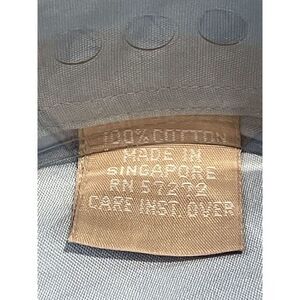 100% COTTON
MADE IN
SINGAPORE
RN 57272
CARE INST. OVER